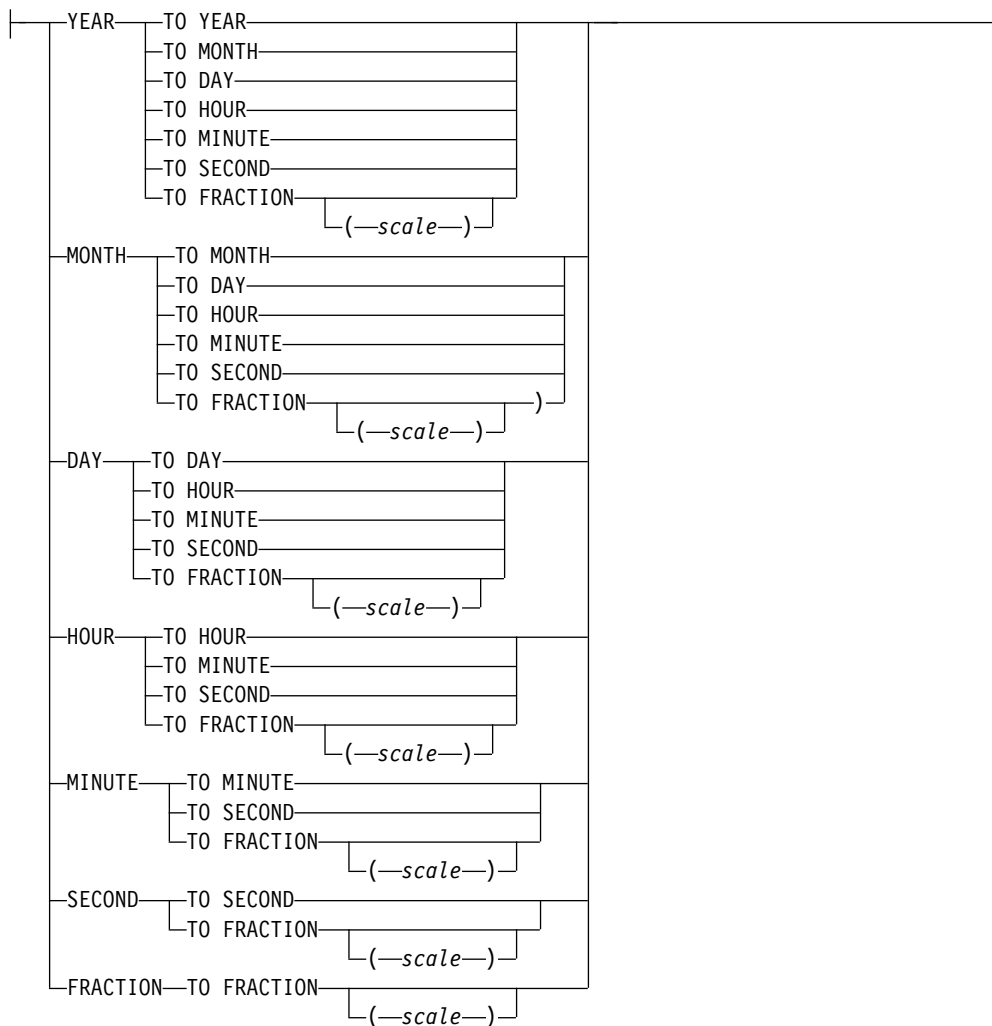 YEAR TO YEAR
TO MONTH
TO DAY
TO HOUR
TO MINUTE
TO SECOND
TO FRACTION
( scale )
MONTH TO MONTH
TO DAY
TO HOUR
TO MINUTE
TO SECOND
TO FRACTION )
( scale )
DAY TO DAY
TO HOUR
TO MINUTE
TO SECOND
TO FRACTION
( scale )
HOUR TO HOUR
TO MINUTE
TO SECOND
TO FRACTION
( scale )
MINUTE TO MINUTE
TO SECOND
TO FRACTION
( scale )
SECOND TO SECOND
TO FRACTION
( scale )
FRACTION TO FRACTION
( scale )